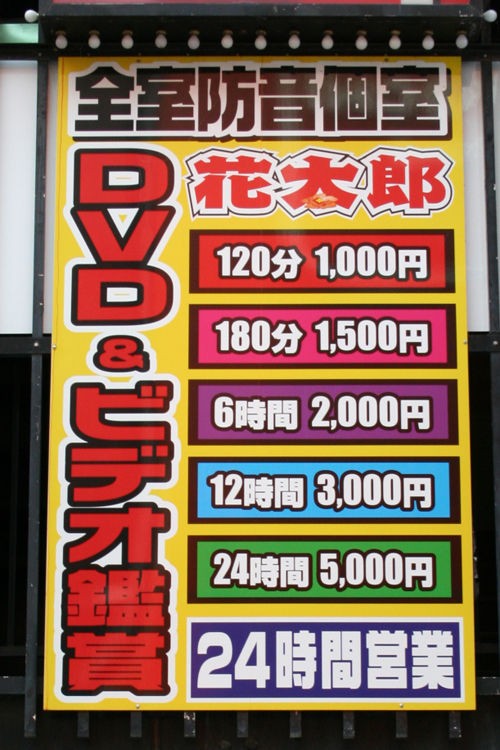 全室防音個室
DVD&ビデオ鑑賞
花太郎
120分 1,000円
180分 1,500円
6時間 2,000円
12時間 3,000円
24時間 5,000円
24時間営業